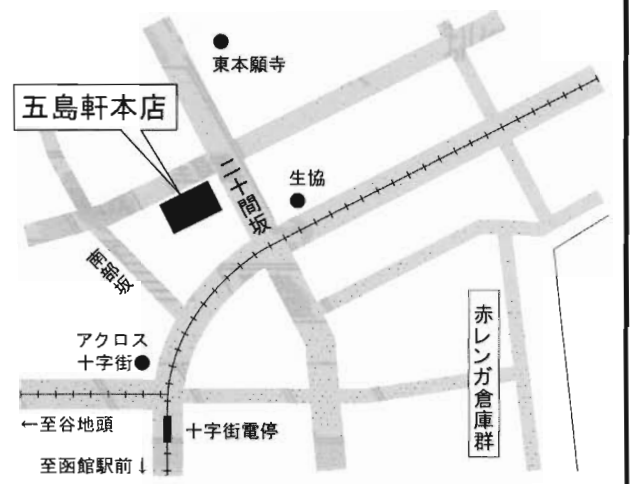 東本願寺
五島軒本店
二十間坂
生協
南部坂
アクロス
十字街
赤レンガ倉庫群
←至谷地頭
十字街電停
至函館駅前↓